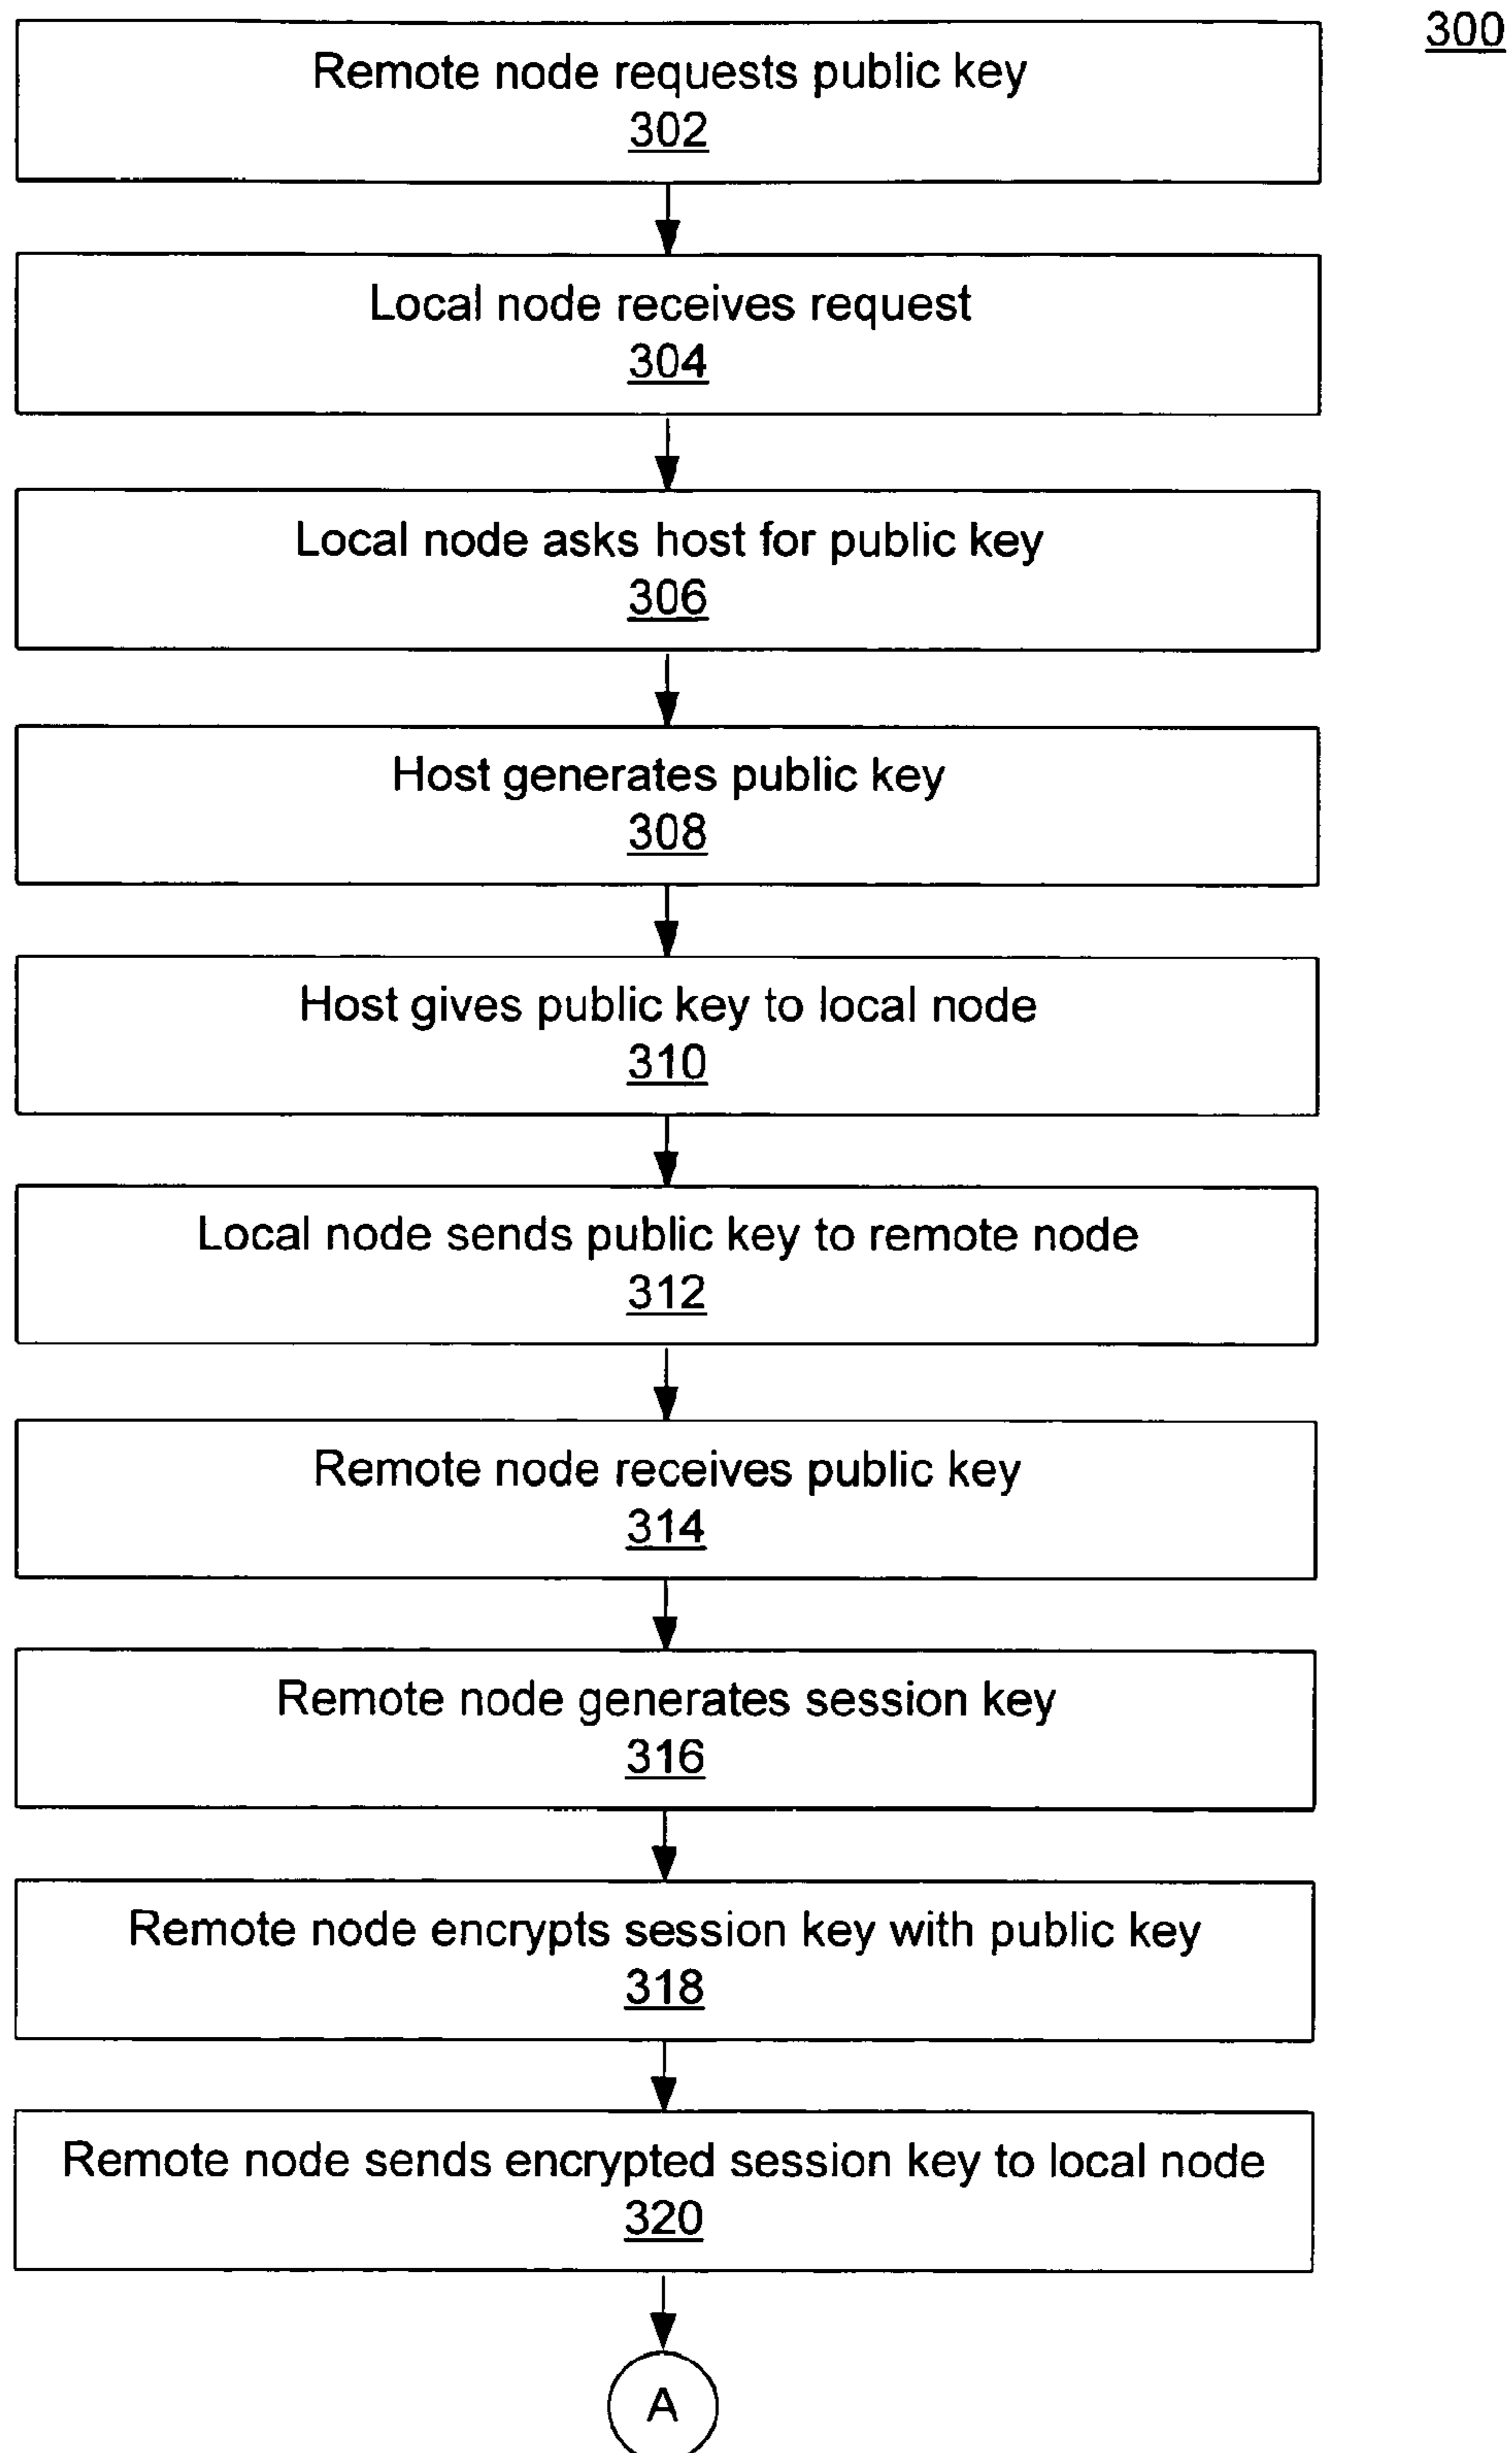 300
Remote node requests public key
302
Local node receives request
304
Local node asks host for public key
306
Host generates public key
308
Host gives public key to local node
310
Local node sends public key to remote node
312
Remote node receives public key
314
Remote node generates session key
316
Remote node encrypts session key with public key
318
Remote node sends encrypted session key to local node
320
A